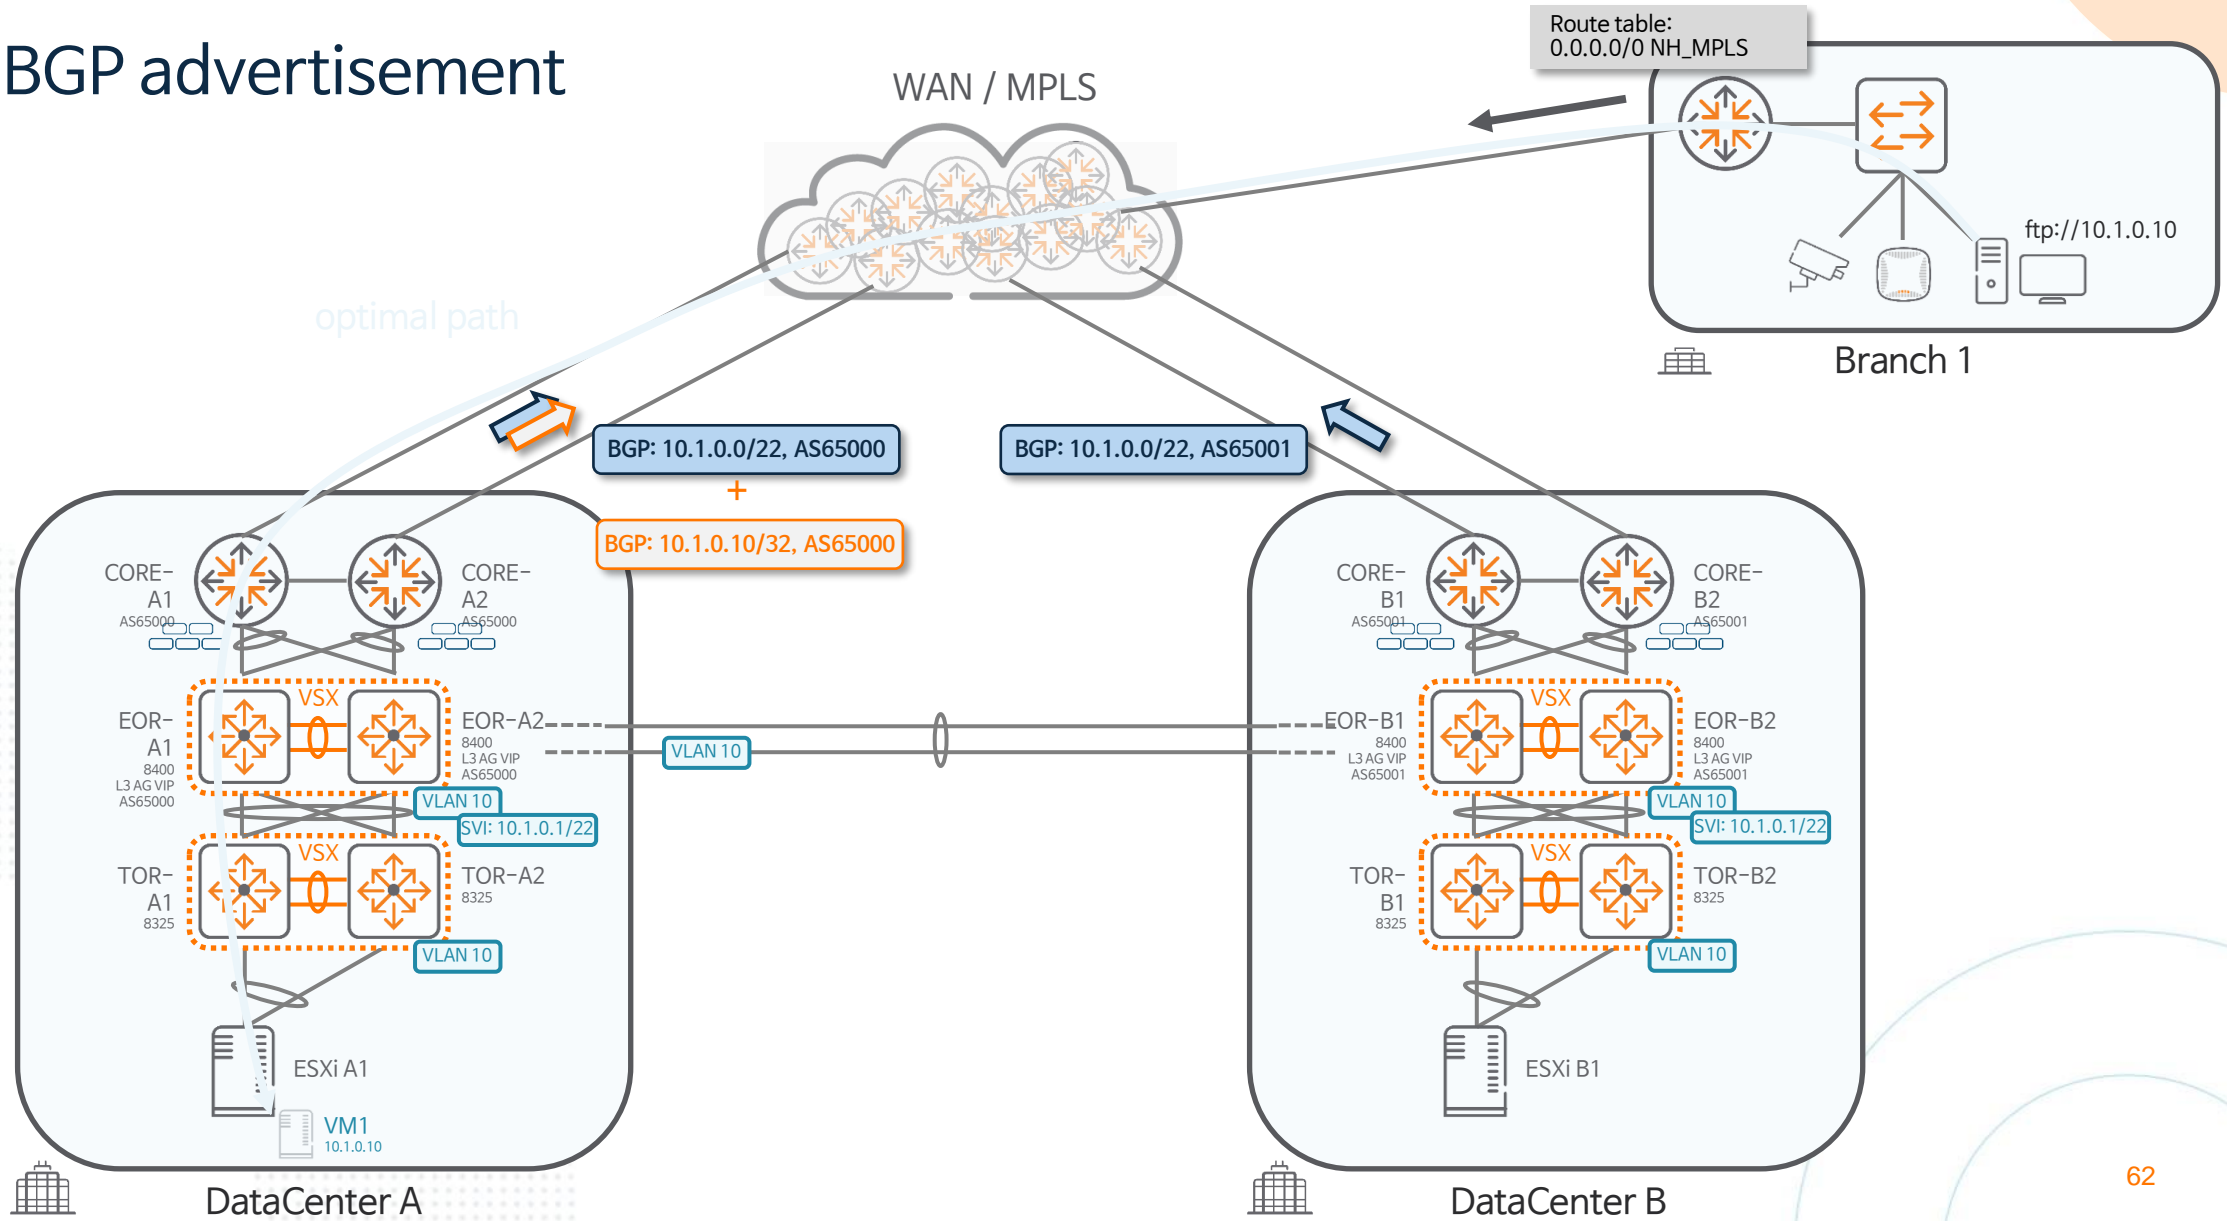 BGP advertisement
Route table:
0.0.0.0/0 NH_MPLS
WAN / MPLS
ftp://10.1.0.10
Branch 1
optimal path
BGP: 10.1.0.0/22, AS65000
+
BGP: 10.1.0.10/32, AS65000
BGP: 10.1.0.0/22, AS65001
CORE-
A1
AS65000
CORE-
A2
AS65000
VSX
EOR-
A1
8400
L3 AG VIP
AS65000
EOR-A2
8400
L3 AG VIP
AS65000
VLAN 10
SVI: 10.1.0.1/22
VSX
TOR-
A1
8325
TOR-A2
8325
VLAN 10
ESXi A1
VM1
10.1.0.10
DataCenter A
VLAN 10
CORE-
B1
AS65001
CORE-
B2
AS65001
VSX
EOR-B1
8400
L3 AG VIP
AS65001
EOR-B2
8400
L3 AG VIP
AS65001
VLAN 10
SVI: 10.1.0.1/22
VSX
TOR-
B1
8325
TOR-B2
8325
VLAN 10
ESXi B1
DataCenter B
62